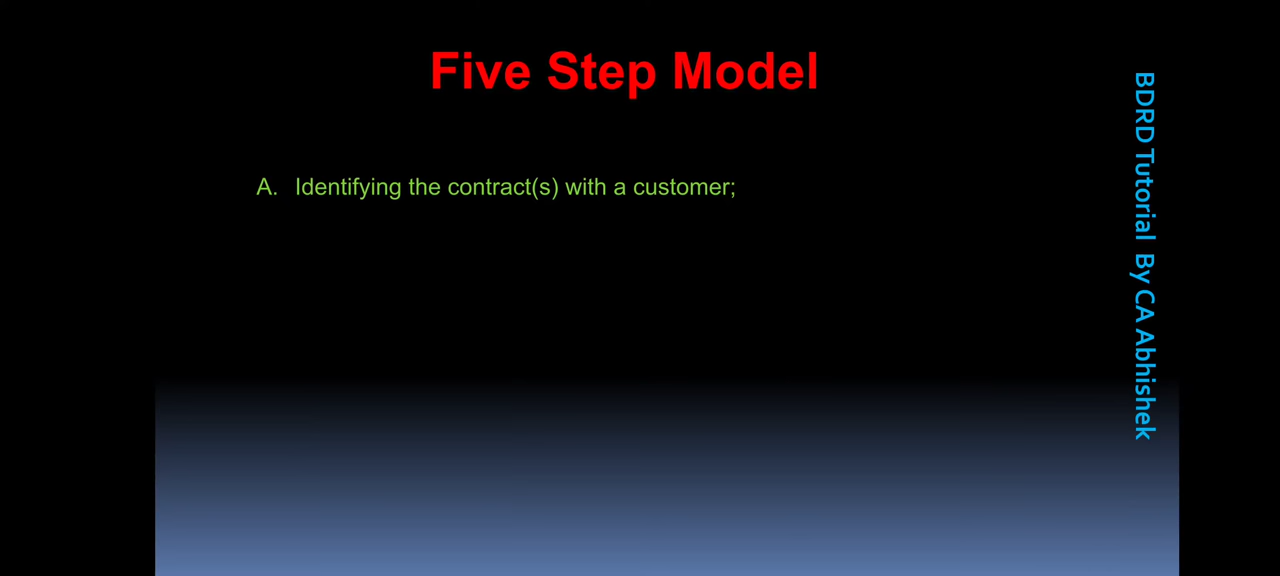 Five Step Model
A. Identifying the contract(s) with a customer;
BDRD Tutorial By CA Abhishek